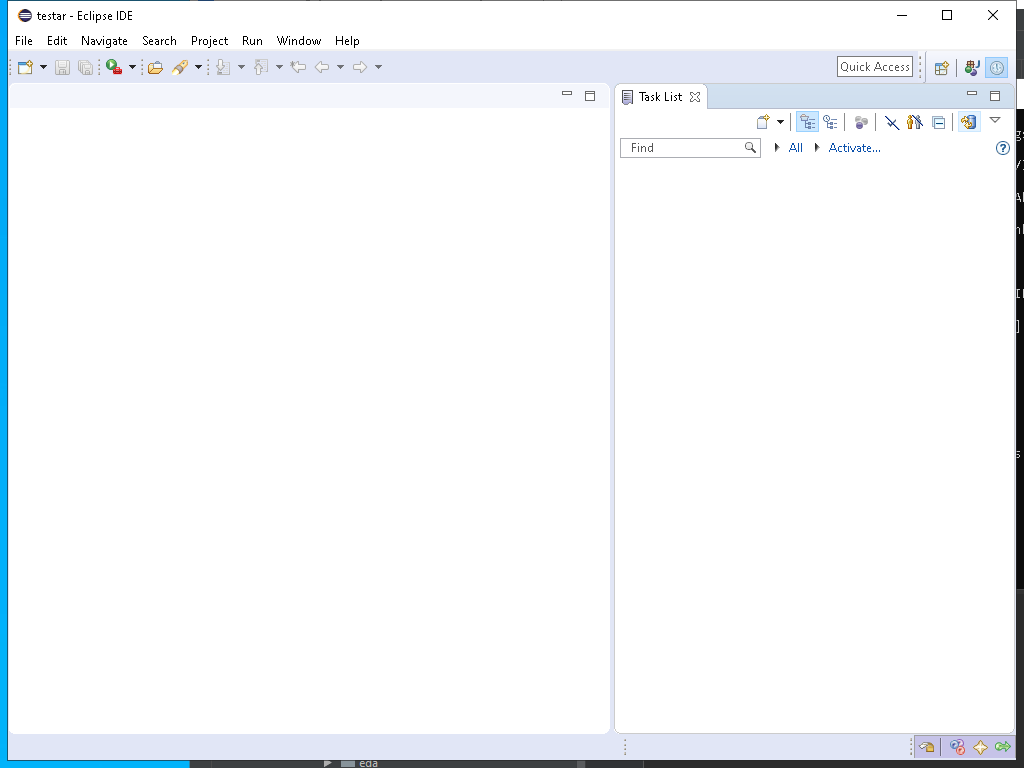 testar - Eclipse IDE
File Edit Navigate Search Project Run Window Help
Quick Access
Task List
Find All Activate...
eda